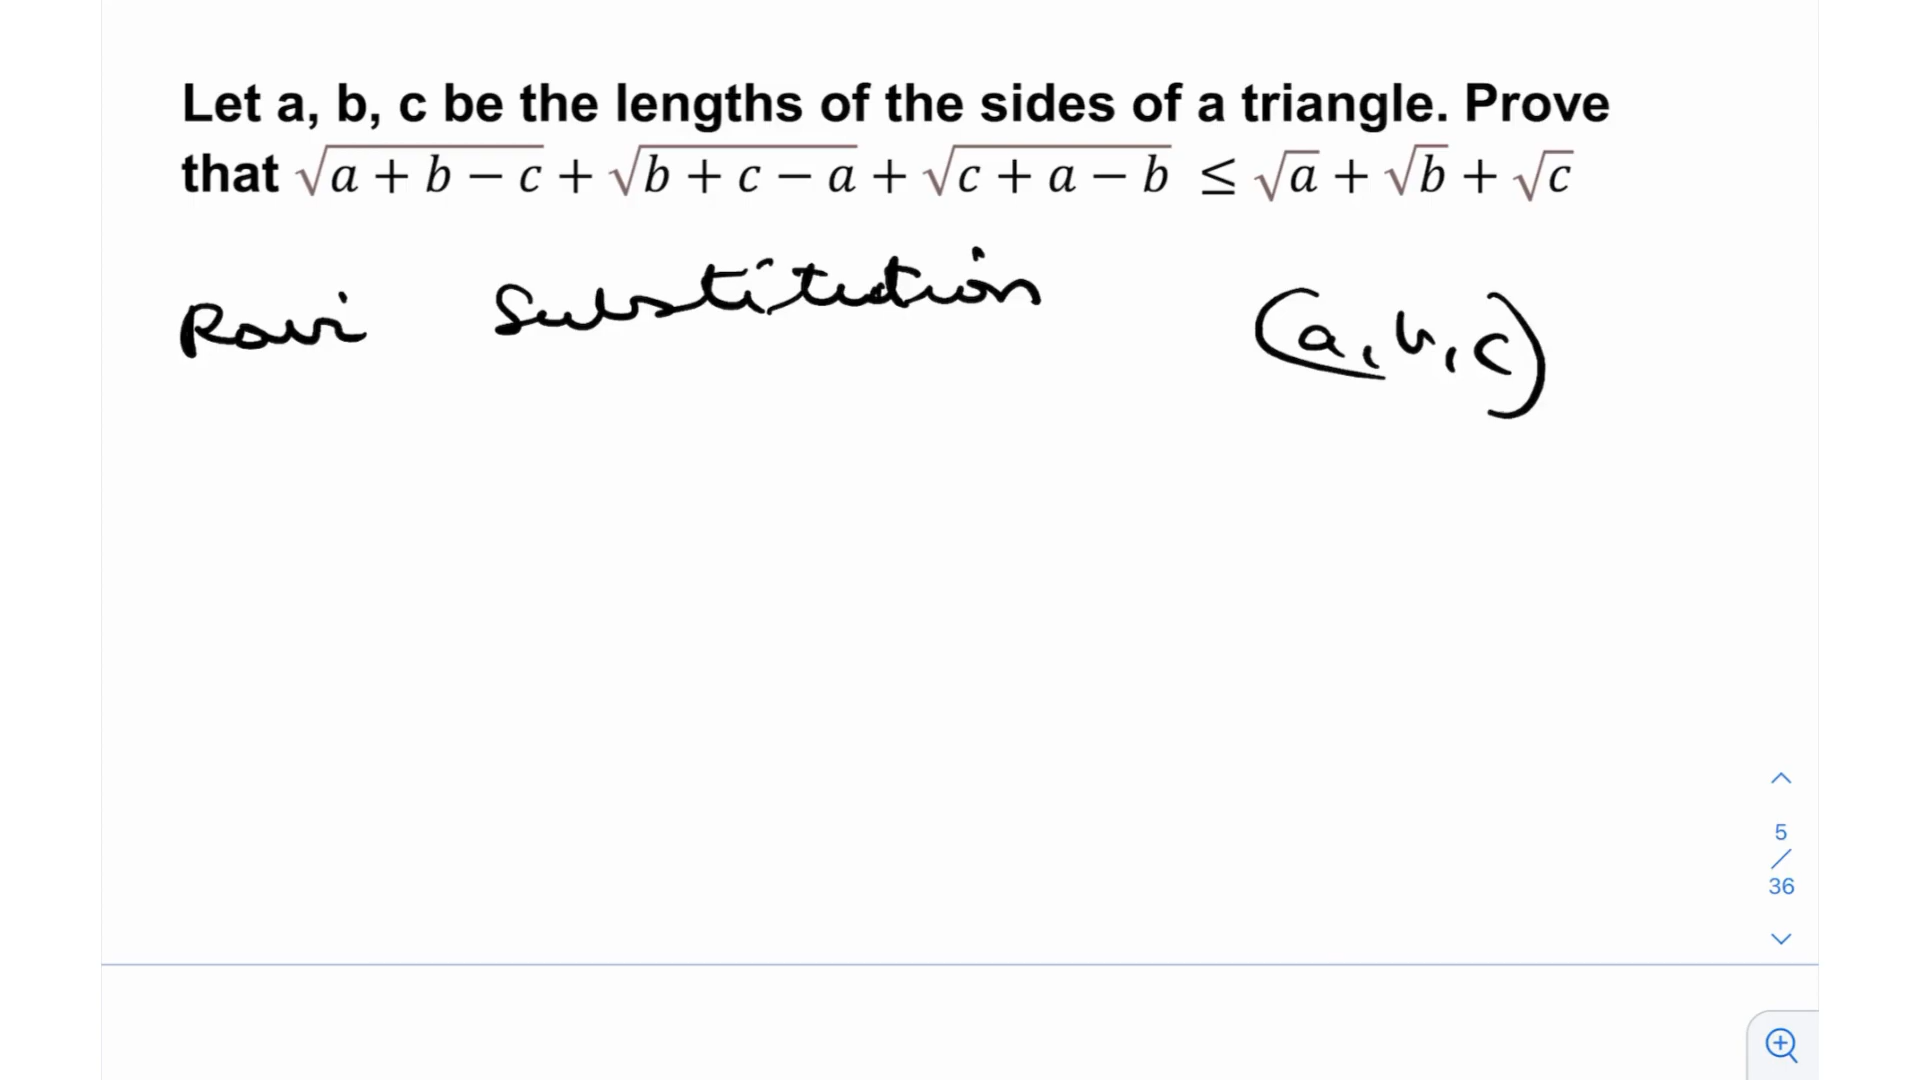 Let a, b, c be the lengths of the sides of a triangle. Prove
that √(a + b − c) + √(b + c − a) + √(c + a − b) ≤ √a + √b + √c
Ravi Substitution (a, b, c)
5
/
36